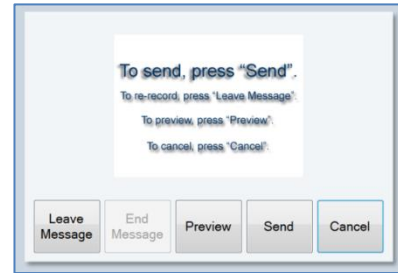 To send, press "Send".
To re-record, press "Leave Message".
To preview, press "Preview".
To cancel, press "Cancel".
Leave
Message
End
Message
Preview
Send
Cancel